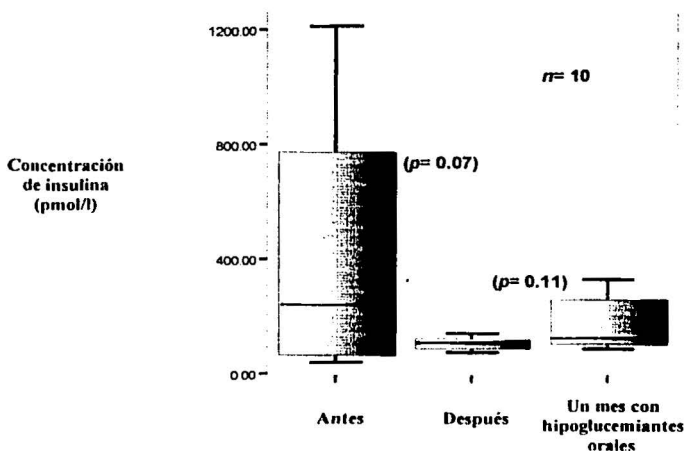 1200.00
n= 10
800.00
Concentración
de insulina
(pmol/l)
(p= 0.07)
400.00
(p= 0.11)
0.00
Antes
Después
Un mes con
hipoglucemiantes
orales